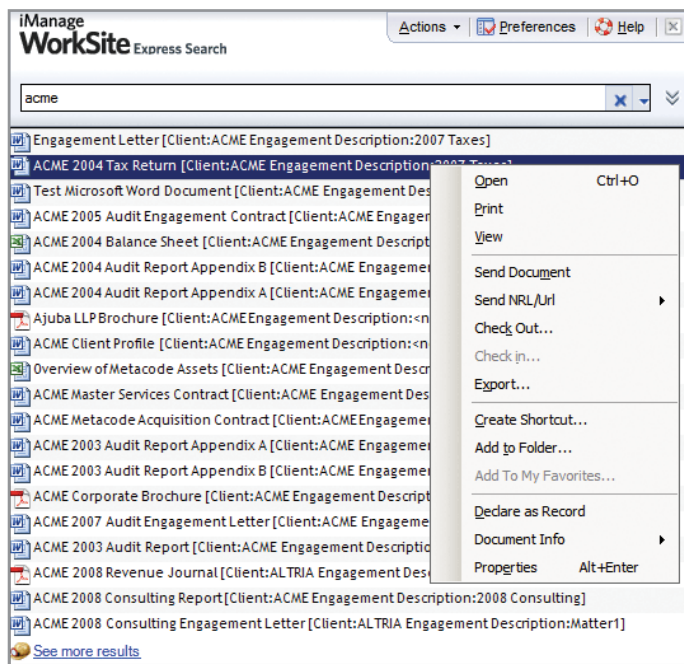 iManage
WorkSite Express Search
Actions Preferences Help
acme
Engagement Letter [Client:ACME Engagement Description:2007 Taxes]
ACME 2004 Tax Return [Client:ACME Engagement Description:2007 Taxes]
Test Microsoft Word Document [Client:ACME Engagement Des
ACME 2005 Audit Engagement Contract [Client:ACME Engager
ACME 2004 Balance Sheet [Client:ACME Engagement Descript
ACME 2004 Audit Report Appendix B [Client:ACME Engagemer
ACME 2004 Audit Report Appendix A [Client:ACME Engagemer
Ajuba LLP Brochure [Client:ACME Engagement Description:<n
ACME Client Profile [Client:ACME Engagement Description:<n
Overview of Metacode Assets [Client:ACME Engagement Descr
ACME Master Services Contract [Client:ACME Engagement Des
ACME Metacode Acquisition Contract [Client:ACME Engagemer
ACME 2003 Audit Report Appendix A [Client:ACME Engagemer
ACME 2003 Audit Report Appendix B [Client:ACME Engagemer
ACME Corporate Brochure [Client:ACME Engagement Descript
ACME 2007 Audit Engagement Letter [Client:ACME Engageme
ACME 2003 Audit Report [Client:ACME Engagement Descriptio
ACME 2008 Revenue Journal [Client:ALTRIA Engagement Des
ACME 2008 Consulting Report [Client:ACME Engagement Description:2008 Consulting]
ACME 2008 Consulting Engagement Letter [Client:ALTRIA Engagement Description:Matter1]
See more results
Open Ctrl+O
Print
View
Send Document
Send NRL/Url
Check Out...
Check in...
Export...
Create Shortcut...
Add to Folder...
Add To My Favorites...
Declare as Record
Document Info
Properties Alt+Enter